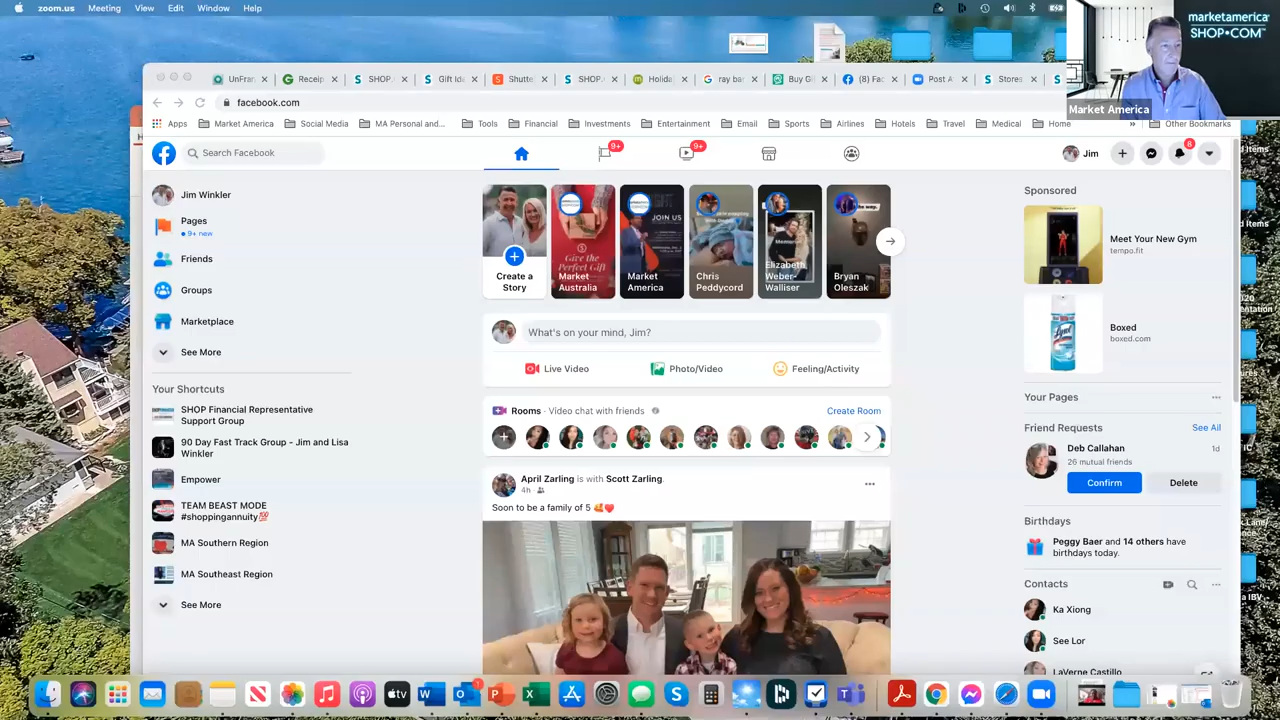 zoom.us Meeting View Edit Window Help
marketamerica
SHOP•COM™
Market America
UnFran Receip SHOP Gift Ide Shutte SHOP. Holida ray bar Buy G (8) Fac Post A Stores
facebook.com
Apps Market America Social Media MA Personal and... Tools Financial Investments Entertainment Email Sports Airlines Hotels Travel Medical Home » Other Bookmarks
Search Facebook
9+
9+
Jim
8
Jim Winkler
Pages
9+ new
Friends
Groups
Marketplace
See More
Your Shortcuts
SHOP Financial Representative
Support Group
90 Day Fast Track Group - Jim and Lisa
Winkler
Empower
TEAM BEAST MODE
#shoppingannuity💯
MA Southern Region
MA Southeast Region
See More
Create a
Story
Give the
Perfect Gift
Market
Australia
JOIN US
Market
America
Chris
Peddycord
Elizabeth
Weber-
Walliser
Bryan
Oleszak
What's on your mind, Jim?
Live Video
Photo/Video
Feeling/Activity
Rooms · Video chat with friends
Create Room
April Zarling is with Scott Zarling.
4h
Soon to be a family of 5 🥰❤️
Sponsored
Meet Your New Gym
tempo.fit
Lysol
Boxed
boxed.com
Your Pages
Friend Requests
See All
Deb Callahan
1d
26 mutual friends
Confirm
Delete
Birthdays
Peggy Baer and 14 others have
birthdays today.
Contacts
Ka Xiong
See Lor
LaVerne Castillo